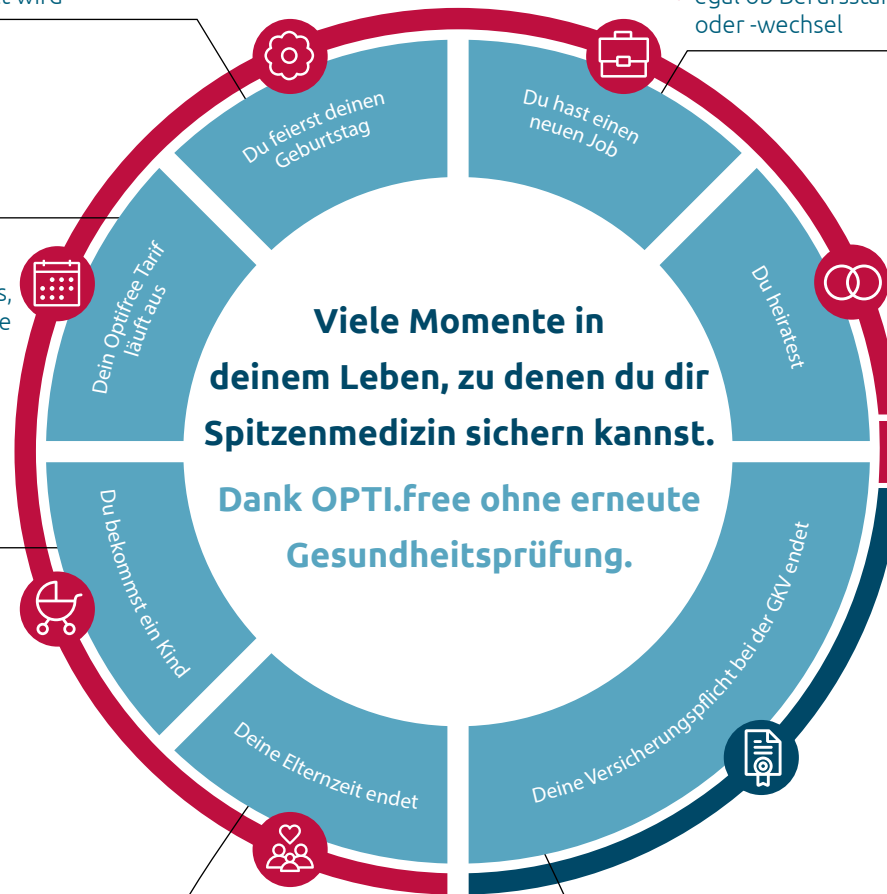 wird
oder -wechsel
Du feierst deinen
Geburtstag
Du hast einen
neuen Job
Du heiratest
Dein Optifree Tarif
läuft aus
Viele Momente in
deinem Leben, zu denen du dir
Spitzenmedizin sichern kannst.
Dank OPTI.free ohne erneute
Gesundheitsprüfung.
Du bekommst ein Kind
Deine Elternzeit endet
Deine Versicherungspflicht bei der GKV endet